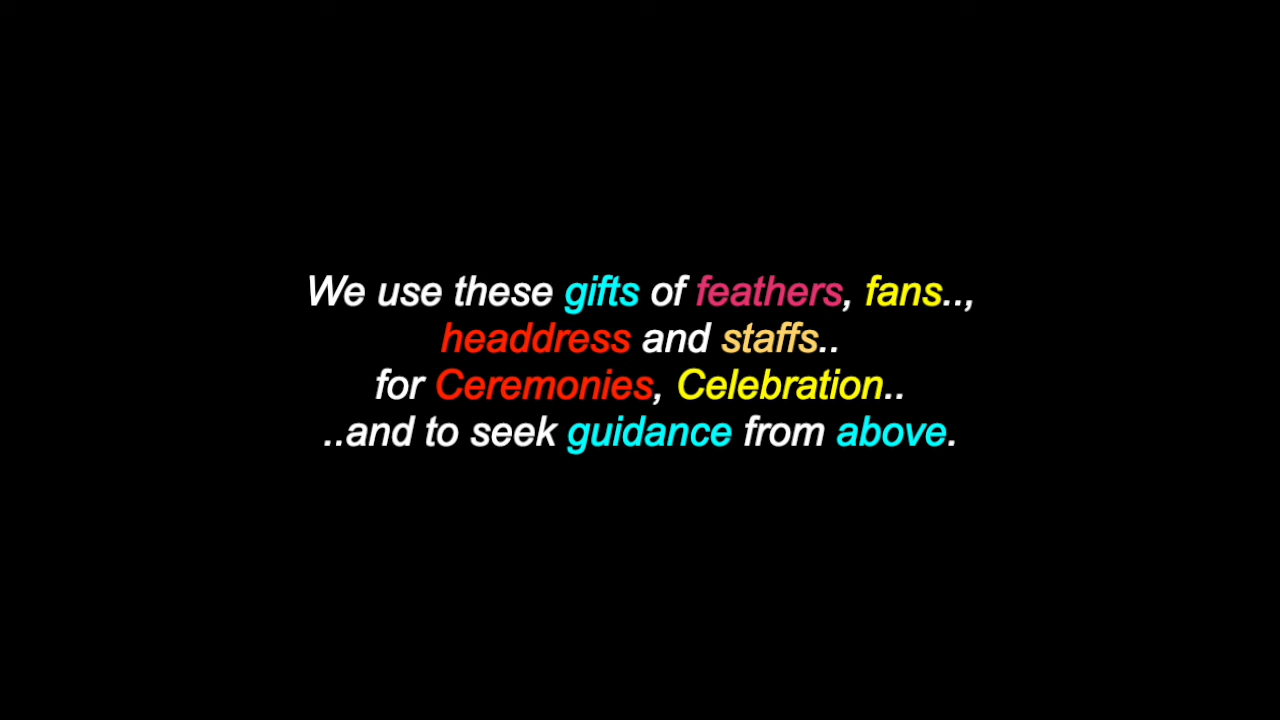 We use these gifts of feathers, fans..,
headdress and staffs..
for Ceremonies, Celebration..
..and to seek guidance from above.